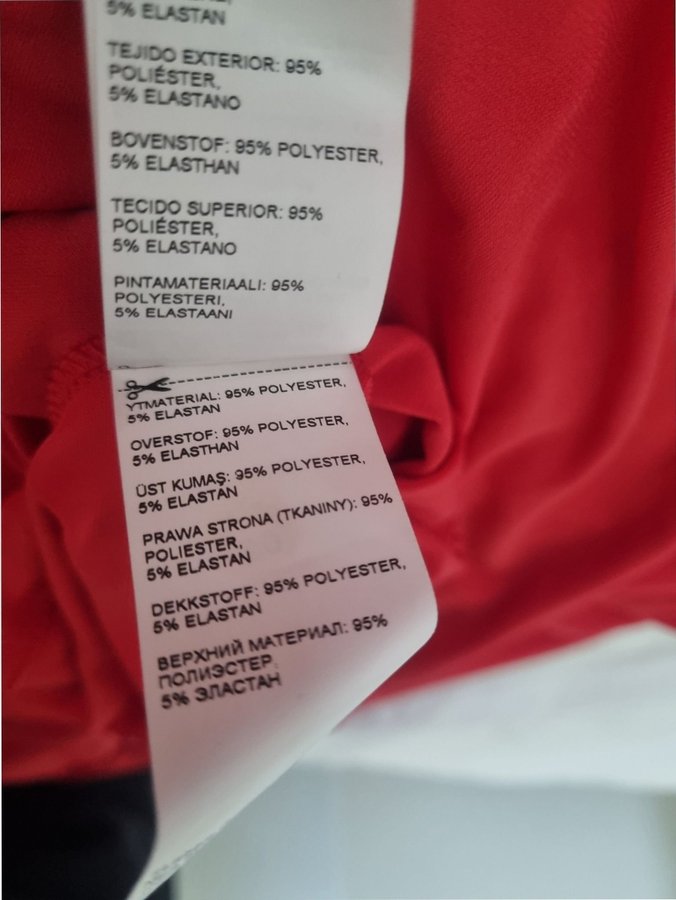 5% ELASTAN
TEJIDO EXTERIOR: 95%
POLIÉSTER,
5% ELASTANO
BOVENSTOF: 95% POLYESTER,
5% ELASTHAN
TECIDO SUPERIOR: 95%
POLIÉSTER,
5% ELASTANO
PINTAMATERIAALI: 95%
POLYESTERI,
5% ELASTAANI
YTMATERIAL: 95% POLYESTER,
5% ELASTAN
OVERSTOF: 95% POLYESTER,
5% ELASTHAN
ÜST KUMAŞ: 95% POLYESTER,
5% ELASTAN
PRAWA STRONA (TKANINY): 95%
POLIESTER,
5% ELASTAN
DEKKSTOFF: 95% POLYESTER,
5% ELASTAN
ВЕРХНИЙ МАТЕРИАЛ: 95%
ПОЛИЭСТЕР,
5% ЭЛАСТАН